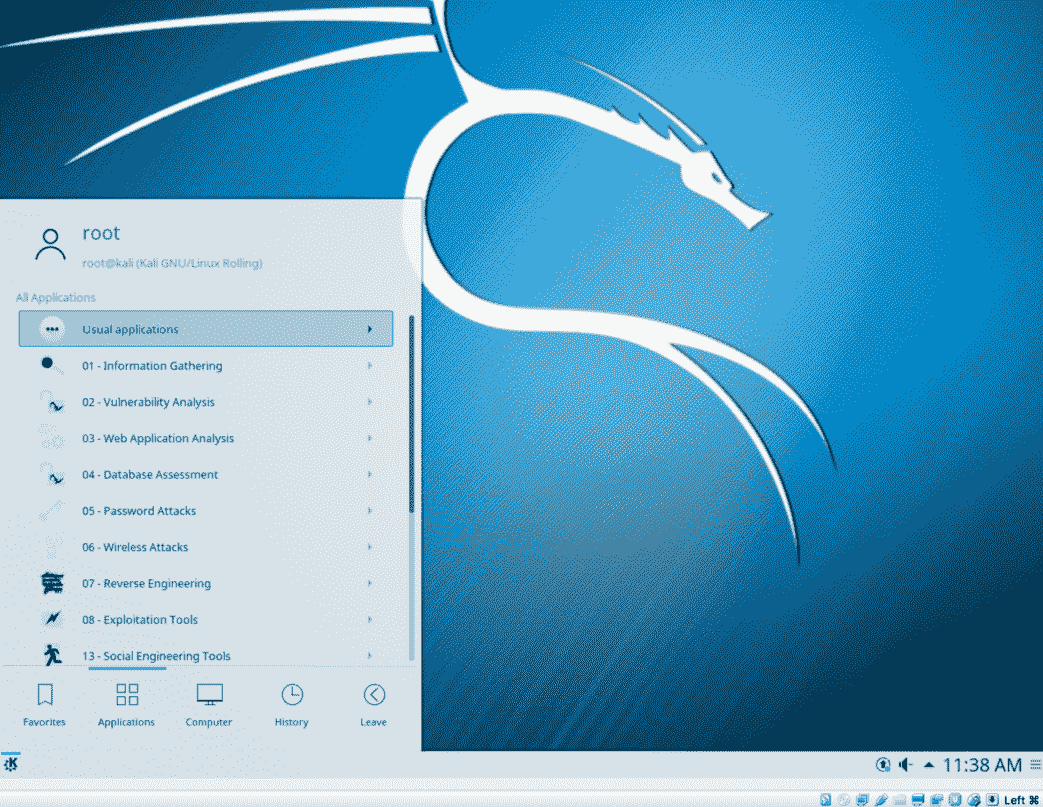 root
root@kali (Kali GNU/Linux Rolling)
All Applications
Usual applications
01 - Information Gathering
02 - Vulnerability Analysis
03 - Web Application Analysis
04 - Database Assessment
05 - Password Attacks
06 - Wireless Attacks
07 - Reverse Engineering
08 - Exploitation Tools
13 - Social Engineering Tools
Favorites Applications Computer History Leave
11:38 AM
Left ⌘